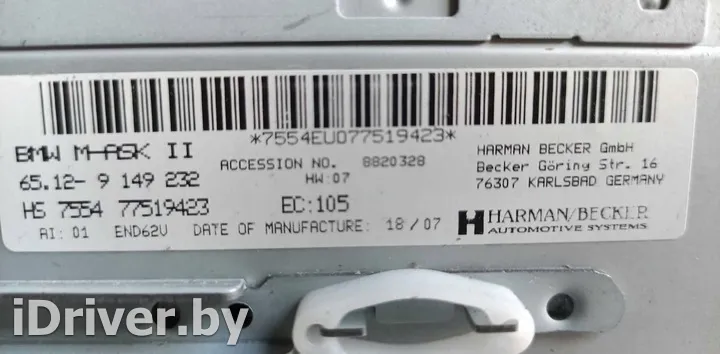 *7554EU077519423*
BMW M-ASK II
ACCESSION NO. 8820328
HARMAN BECKER GmbH
HW:07
Becker Göring Str. 16
65.12- 9 149 232
76307 KARLSBAD GERMANY
HS 7554 77519423
EC:105
HARMAN/BECKER
AUTOMOTIVE SYSTEMS
AI: 01 END62V DATE OF MANUFACTURE: 18/07
iDriver.by